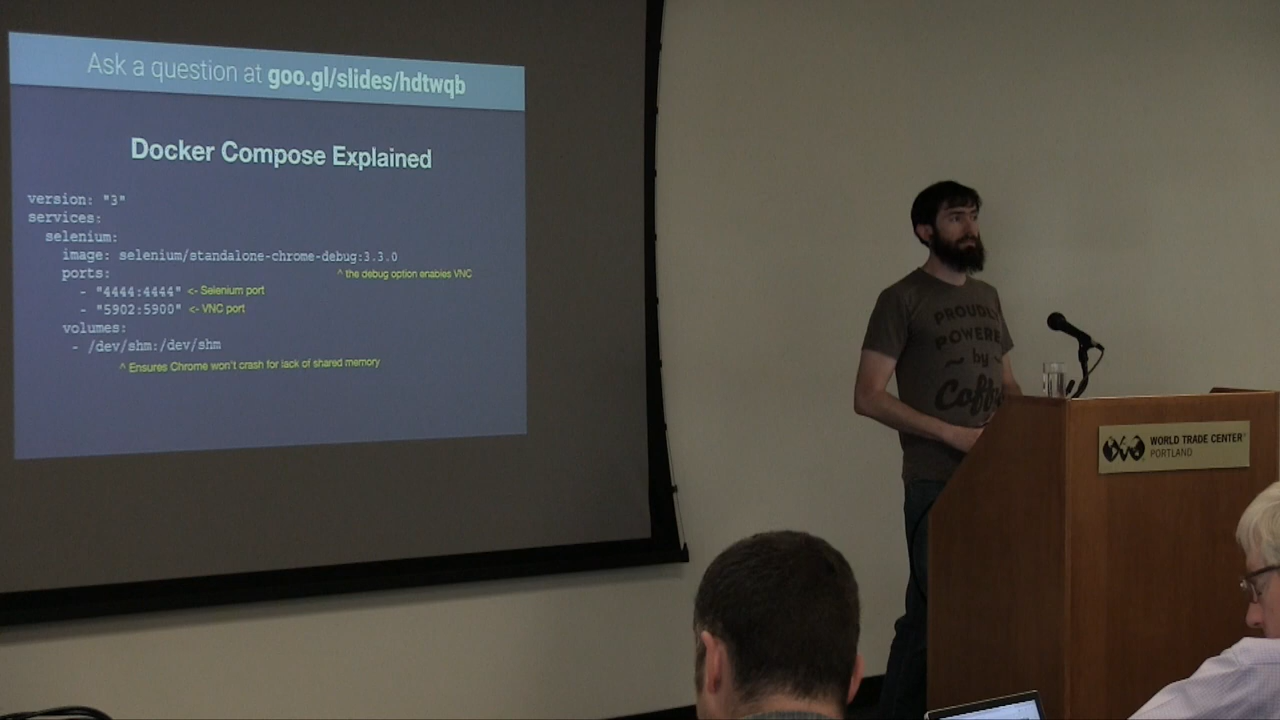 Ask a question at goo.gl/slides/hdtwqb
Docker Compose Explained
version: "3"
services:
selenium:
image: selenium/standalone-chrome-debug:3.3.0
ports:
^ the debug option enables VNC
- "4444:4444" <- Selenium port
- "5902:5900" <- VNC port
volumes:
- /dev/shm:/dev/shm
^ Ensures Chrome won't crash for lack of shared memory
PROUDLY
POWERE
~ by ~
Coff
WORLD TRADE CENTER
PORTLAND